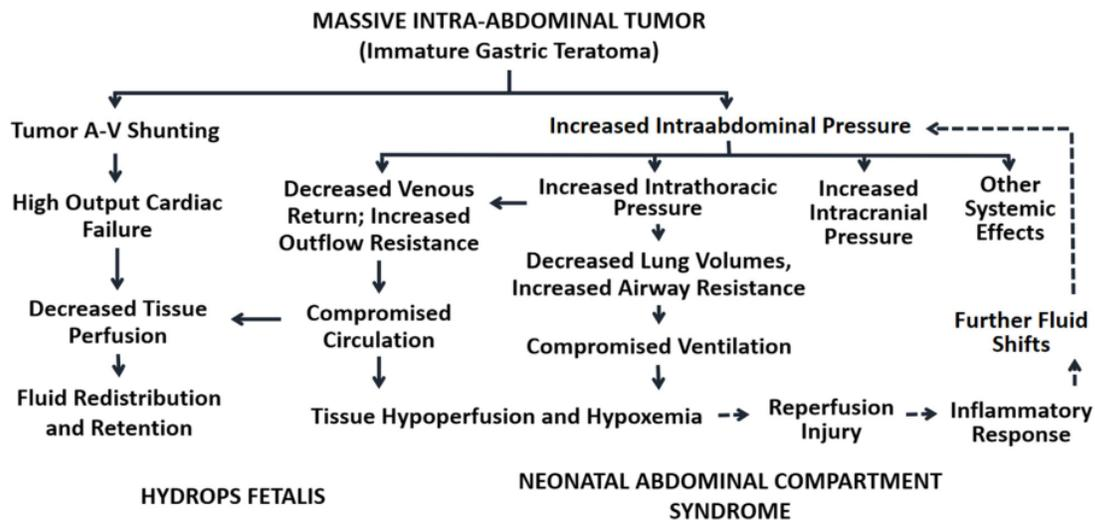 MASSIVE INTRA-ABDOMINAL TUMOR
(Immature Gastric Teratoma)
Tumor A-V Shunting
Increased Intraabdominal Pressure
High Output Cardiac
Failure
Decreased Venous
Return; Increased
Outflow Resistance
Increased Intrathoracic
Pressure
Increased
Intracranial
Pressure
Other
Systemic
Effects
Decreased Lung Volumes,
Increased Airway Resistance
Decreased Tissue
Perfusion
Compromised
Circulation
Compromised Ventilation
Further Fluid
Shifts
Fluid Redistribution
and Retention
Tissue Hypoperfusion and Hypoxemia
Reperfusion
Injury
Inflammatory
Response
HYDROPS FETALIS
NEONATAL ABDOMINAL COMPARTMENT
SYNDROME